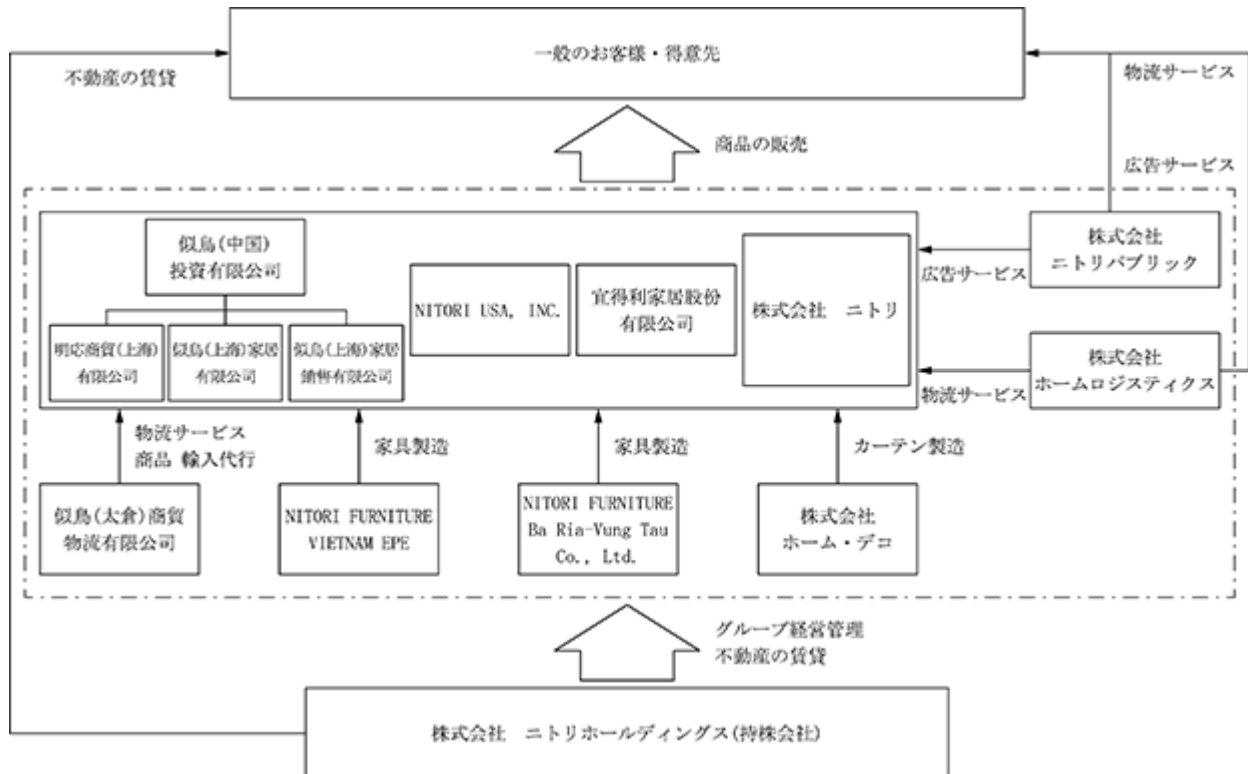 一般のお客様・得意先
不動産の賃貸
物流サービス
商品の販売
広告サービス
似鳥(中国)
投資有限公司
NITORI USA, INC.
宜得利家居股份
有限公司
株式会社　ニトリ
広告サービス
株式会社
ニトリパブリック
明応商貿(上海)
有限公司
似鳥(上海)家居
有限公司
似鳥(上海)家居
銷售有限公司
物流サービス
株式会社
ホームロジスティクス
物流サービス
商品 輸入代行
家具製造
家具製造
カーテン製造
似鳥(太倉)商貿
物流有限公司
NITORI FURNITURE
VIETNAM EPE
NITORI FURNITURE
Ba Ria-Vung Tau
Co., Ltd.
株式会社
ホーム・デコ
グループ経営管理
不動産の賃貸
株式会社　ニトリホールディングス(持株会社)